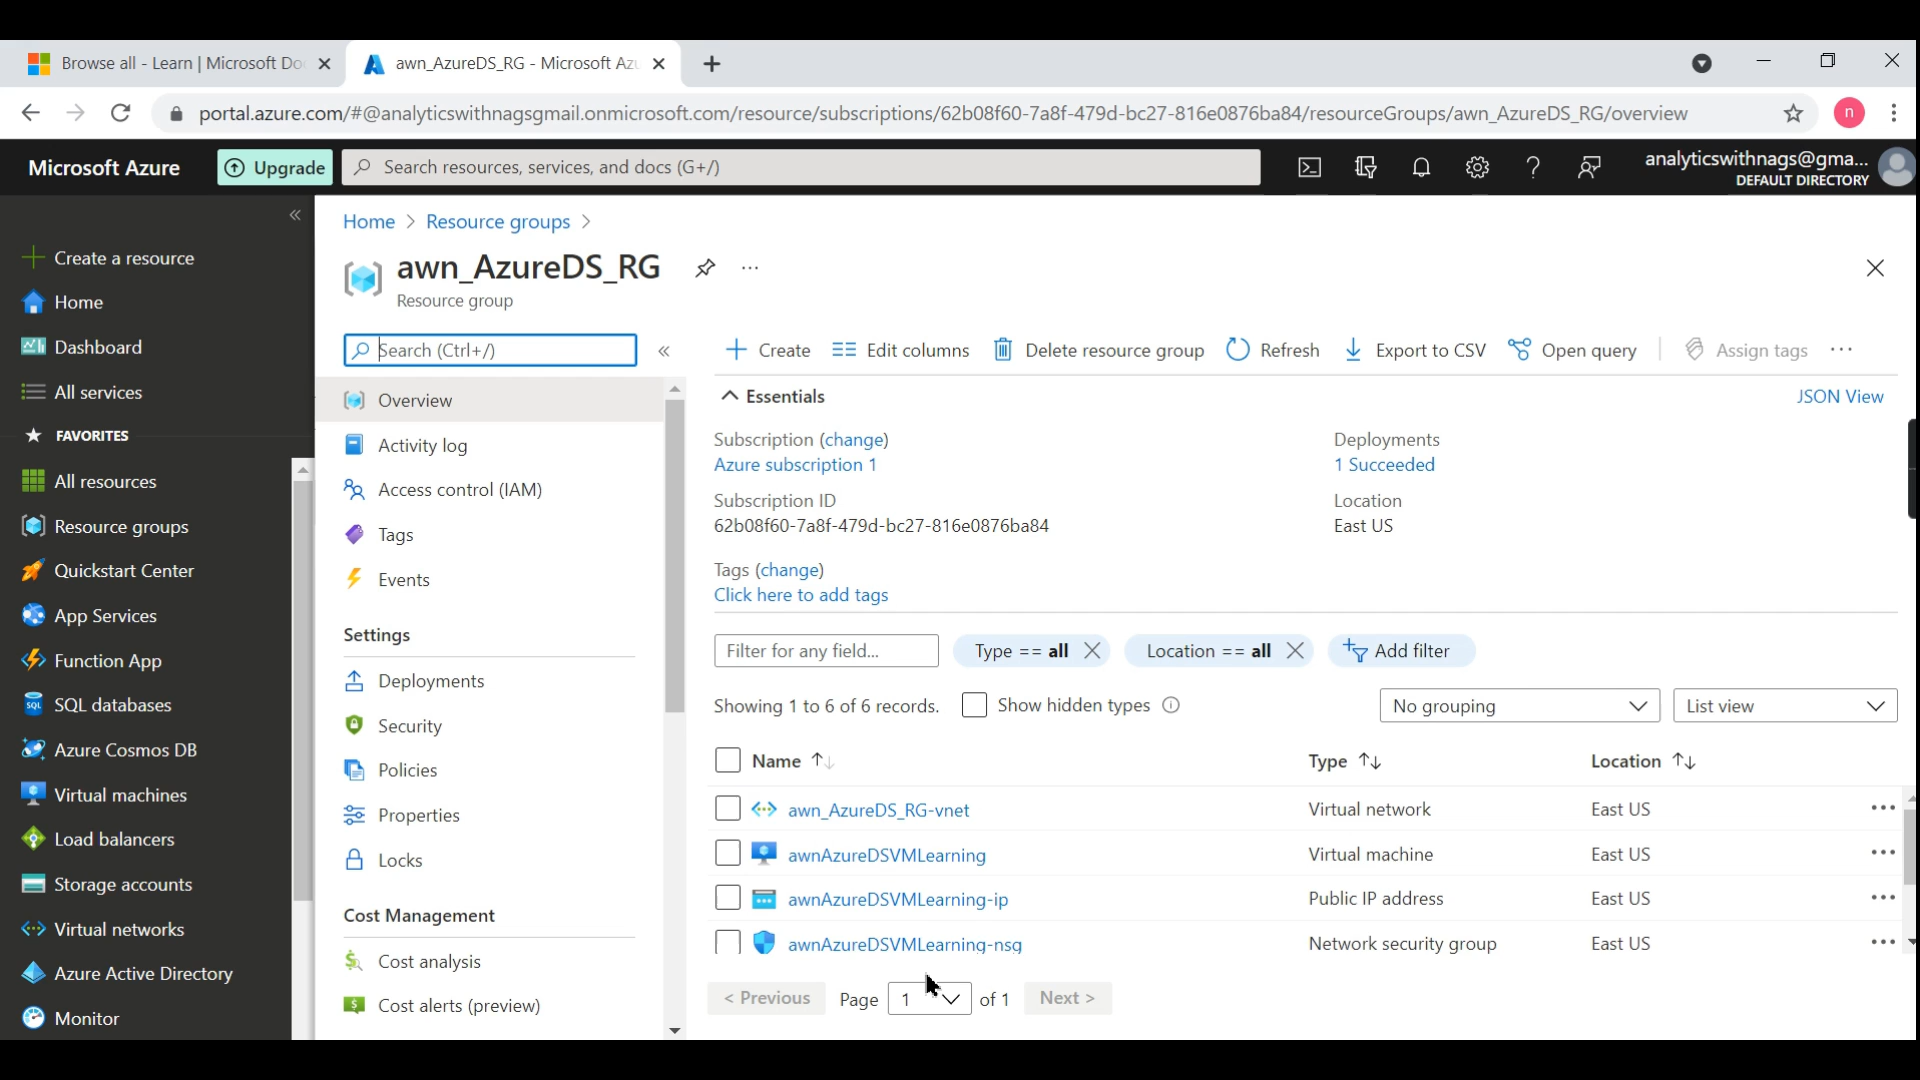 Browse all - Learn | Microsoft Do
awn_AzureDS_RG - Microsoft Azu
portal.azure.com/#@analyticswithnagsgmail.onmicrosoft.com/resource/subscriptions/62b08f60-7a8f-479d-bc27-816e0876ba84/resourceGroups/awn_AzureDS_RG/overview
n
Microsoft Azure
Upgrade
Search resources, services, and docs (G+/)
analyticswithnags@gma...
DEFAULT DIRECTORY
Create a resource
Home
Dashboard
All services
FAVORITES
All resources
Resource groups
Quickstart Center
App Services
Function App
SQL databases
Azure Cosmos DB
Virtual machines
Load balancers
Storage accounts
Virtual networks
Azure Active Directory
Monitor
Home > Resource groups >
awn_AzureDS_RG
Resource group
Search (Ctrl+/)
Overview
Activity log
Access control (IAM)
Tags
Events
Settings
Deployments
Security
Policies
Properties
Locks
Cost Management
Cost analysis
Cost alerts (preview)
Create Edit columns Delete resource group Refresh Export to CSV Open query Assign tags
Essentials
JSON View
Subscription (change)
Azure subscription 1
Subscription ID
62b08f60-7a8f-479d-bc27-816e0876ba84
Tags (change)
Click here to add tags
Deployments
1 Succeeded
Location
East US
Filter for any field... Type == all Location == all Add filter
Showing 1 to 6 of 6 records. Show hidden types No grouping List view
Name Type Location
awn_AzureDS_RG-vnet Virtual network East US
awnAzureDSVMLearning Virtual machine East US
awnAzureDSVMLearning-ip Public IP address East US
awnAzureDSVMLearning-nsg Network security group East US
< Previous Page 1 of 1 Next >